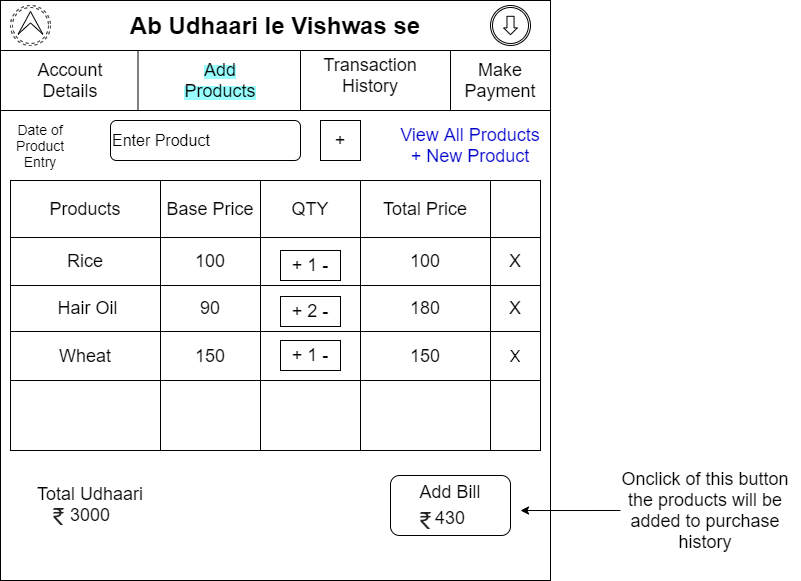 Ab Udhaari le Vishwas se
Account
Details
Add
Products
Transaction
History
Make
Payment
Date of
Product
Entry
Enter Product
+
View All Products
+ New Product
Products Base Price QTY Total Price
Rice 100 + 1 - 100 X
Hair Oil 90 + 2 - 180 X
Wheat 150 + 1 - 150 X
Total Udhaari
₹ 3000
Add Bill
₹ 430
Onclick of this button
the products will be
added to purchase
history